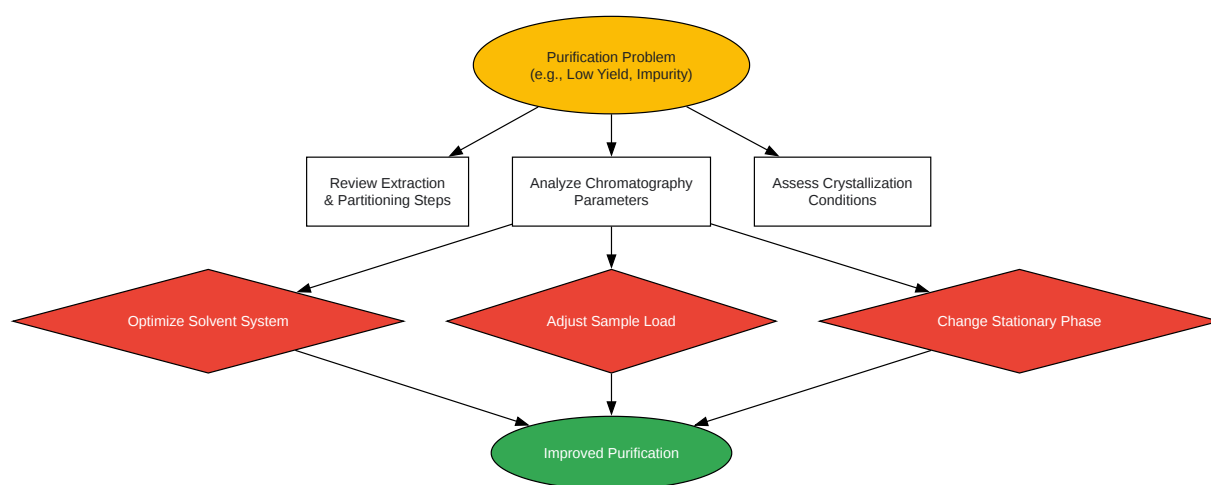 Purification Problem
(e.g., Low Yield, Impurity)
Review Extraction
& Partitioning Steps
Analyze Chromatography
Parameters
Assess Crystallization
Conditions
Optimize Solvent System
Adjust Sample Load
Change Stationary Phase
Improved Purification